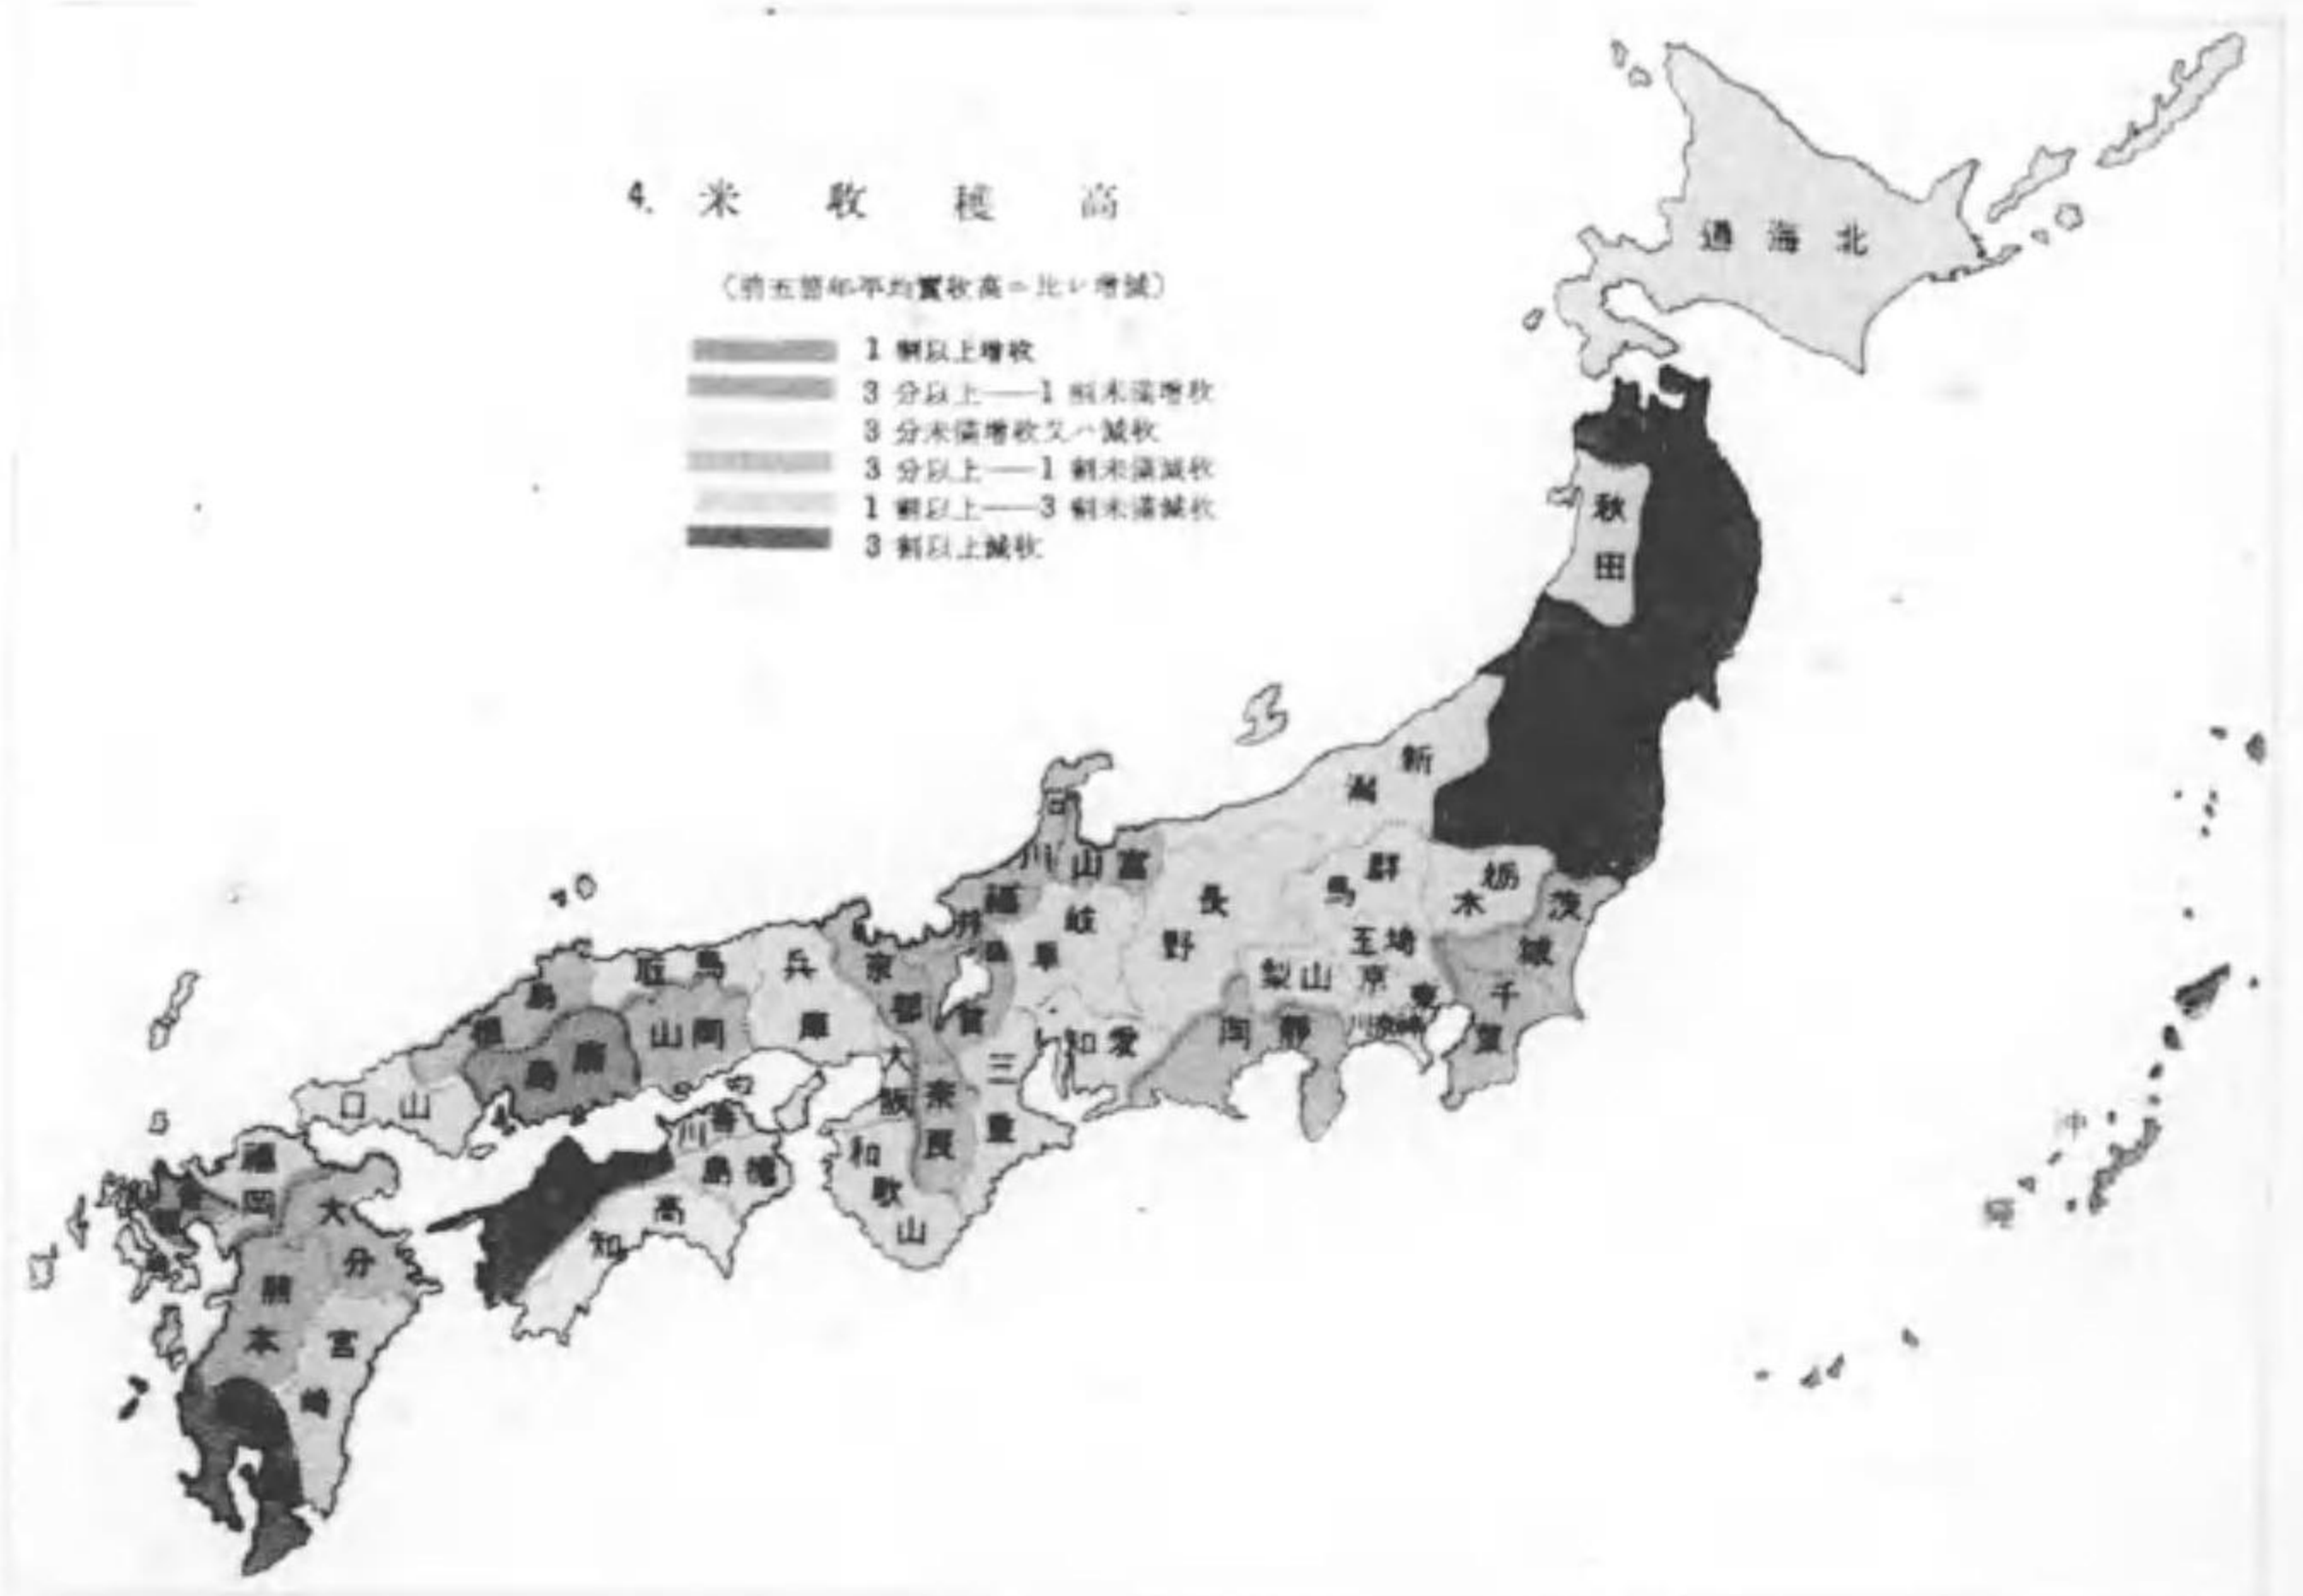 4. 米收穫高
（前五箇年平均實收高ニ比シ增減）
1 割以上增收
3 分以上——1 割未滿增收
3 分未滿增收又ハ減收
3 分以上——1 割未滿減收
1 割以上——3 割未滿減收
3 割以上減收
北海道
秋田
新潟
富山
石川
福井
岐阜
長野
群馬
栃木
茨城
埼玉
山梨
東京
千葉
神奈川
靜岡
愛知
三重
滋賀
京都
兵庫
大阪
奈良
和歌山
鳥取
島根
岡山
廣島
山口
香川
德島
高知
福岡
大分
熊本
宮崎
沖繩